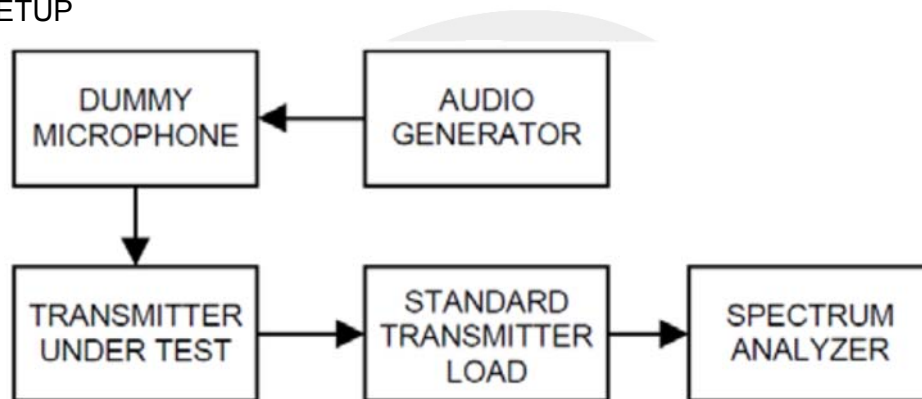 ETUP
DUMMY
MICROPHONE
AUDIO
GENERATOR
TRANSMITTER
UNDER TEST
STANDARD
TRANSMITTER
LOAD
SPECTRUM
ANALYZER